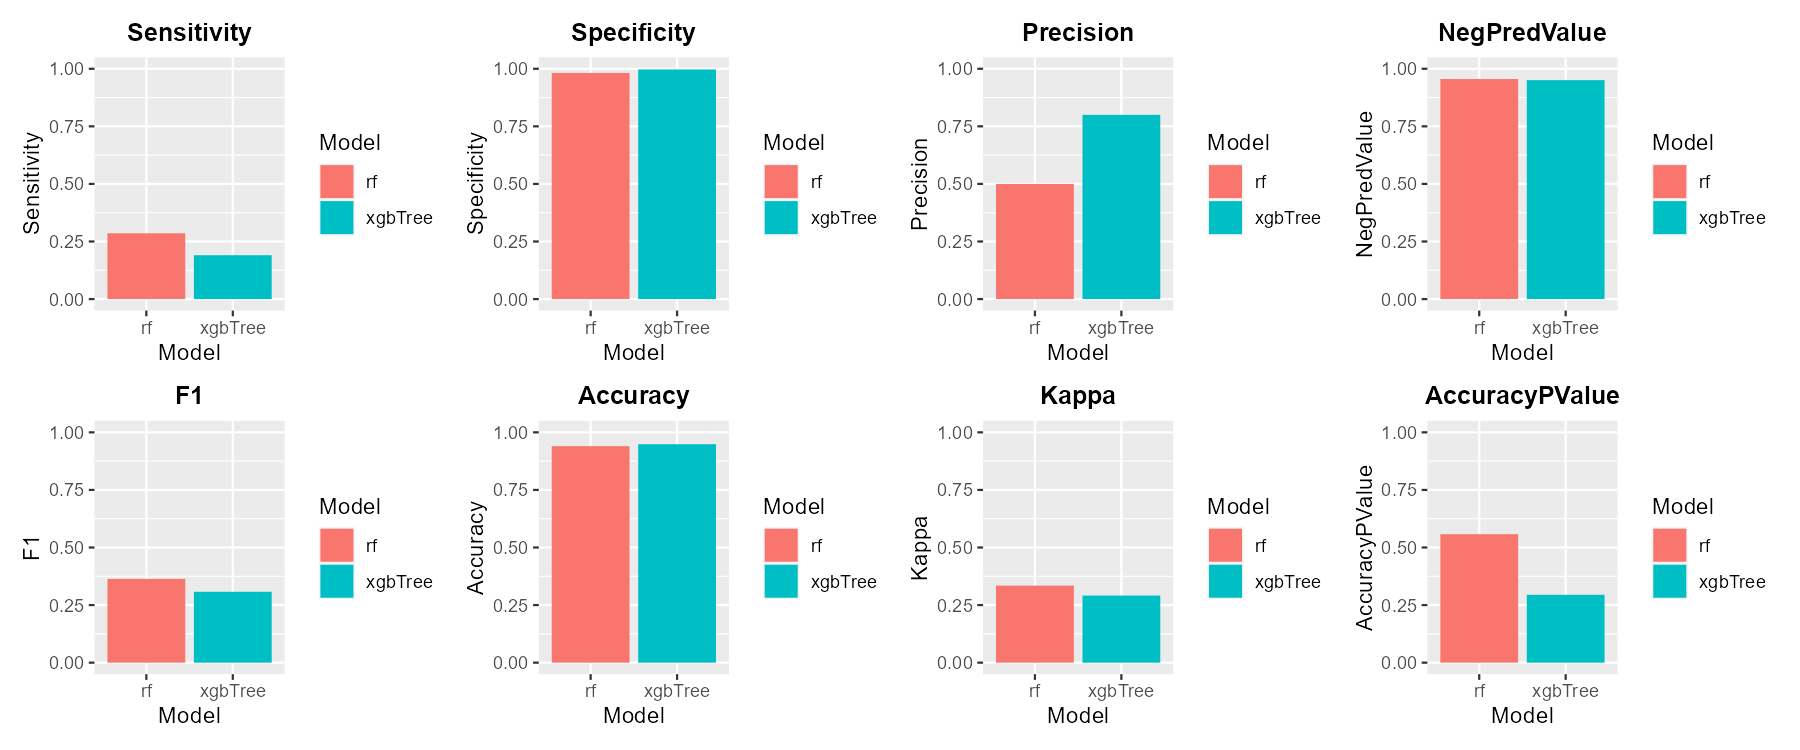 Sensitivity
Specificity
Precision
NegPredValue
1.00
0.75
0.50
0.25
0.00
Sensitivity
rf
xgbTree
Model
Model
rf
xgbTree
1.00
0.75
0.50
0.25
0.00
Specificity
rf
xgbTree
Model
Model
rf
xgbTree
1.00
0.75
0.50
0.25
0.00
Precision
rf
xgbTree
Model
Model
rf
xgbTree
1.00
0.75
0.50
0.25
0.00
NegPredValue
rf
xgbTree
Model
Model
rf
xgbTree
F1
Accuracy
Kappa
AccuracyPValue
1.00
0.75
0.50
0.25
0.00
F1
rf
xgbTree
Model
Model
rf
xgbTree
1.00
0.75
0.50
0.25
0.00
Accuracy
rf
xgbTree
Model
Model
rf
xgbTree
1.00
0.75
0.50
0.25
0.00
Kappa
rf
xgbTree
Model
Model
rf
xgbTree
1.00
0.75
0.50
0.25
0.00
AccuracyPValue
rf
xgbTree
Model
Model
rf
xgbTree